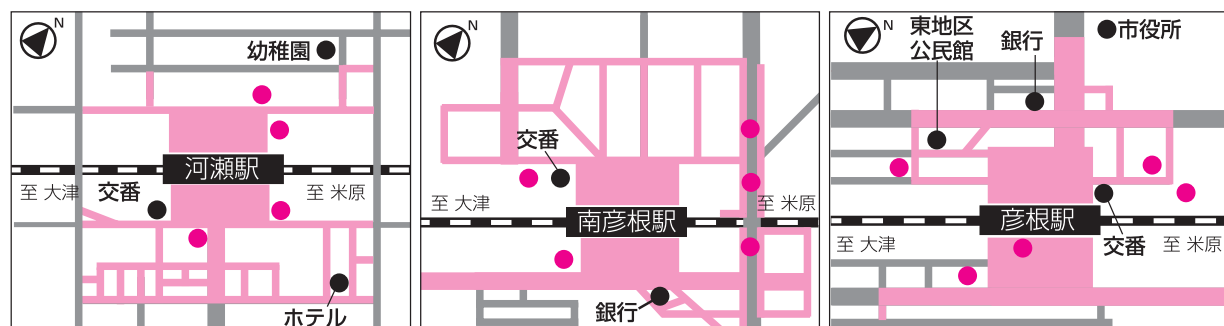 N
幼稚園
河瀬駅
至 大津
交番
至 米原
ホテル
N
交番
至 大津
南彦根駅
至 米原
銀行
N
東地区
公民館
銀行
市役所
彦根駅
至 大津
交番
至 米原